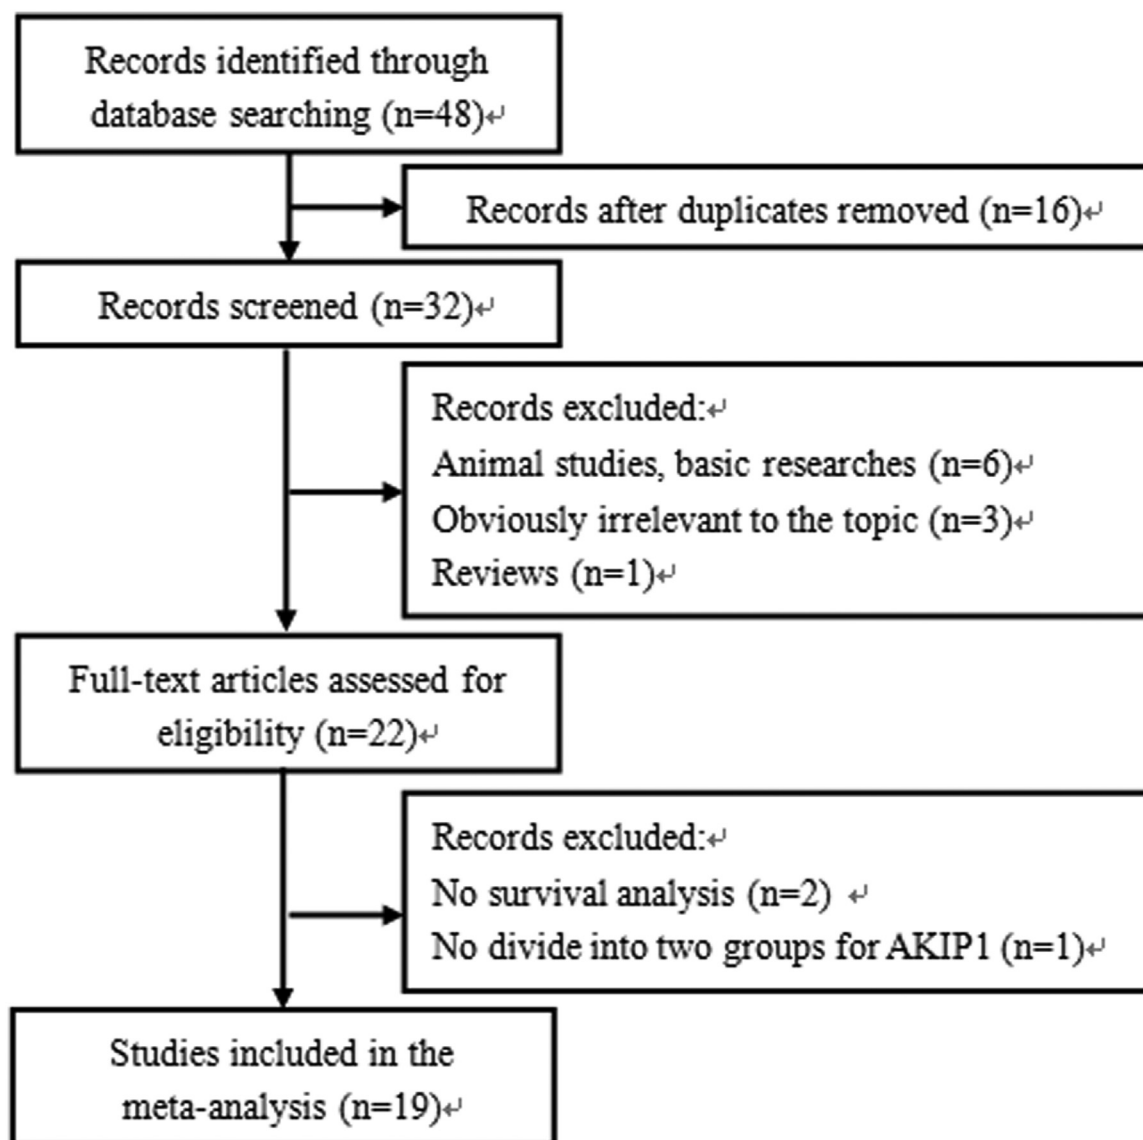 Records identified through
database searching (n=48)↵
Records after duplicates removed (n=16)↵
Records screened (n=32)↵
Records excluded:↵
Animal studies, basic researches (n=6)↵
Obviously irrelevant to the topic (n=3)↵
Reviews (n=1)↵
Full-text articles assessed for
eligibility (n=22)↵
Records excluded:↵
No survival analysis (n=2) ↵
No divide into two groups for AKIP1 (n=1)↵
Studies included in the
meta-analysis (n=19)↵